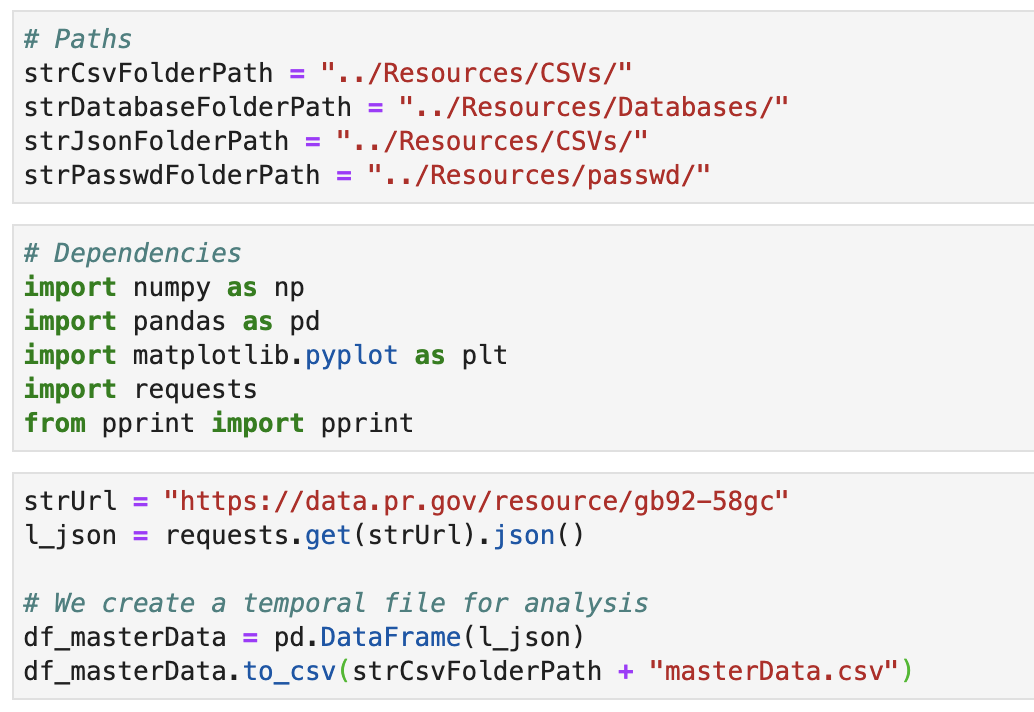 # Paths
strCsvFolderPath = "../Resources/CSVs/"
strDatabaseFolderPath = "../Resources/Databases/"
strJsonFolderPath = "../Resources/CSVs/"
strPasswdFolderPath = "../Resources/passwd/"
# Dependencies
import numpy as np
import pandas as pd
import matplotlib.pyplot as plt
import requests
from pprint import pprint
strUrl = "https://data.pr.gov/resource/gb92-58gc"
l_json = requests.get(strUrl).json()
# We create a temporal file for analysis
df_masterData = pd.DataFrame(l_json)
df_masterData.to_csv(strCsvFolderPath + "masterData.csv")